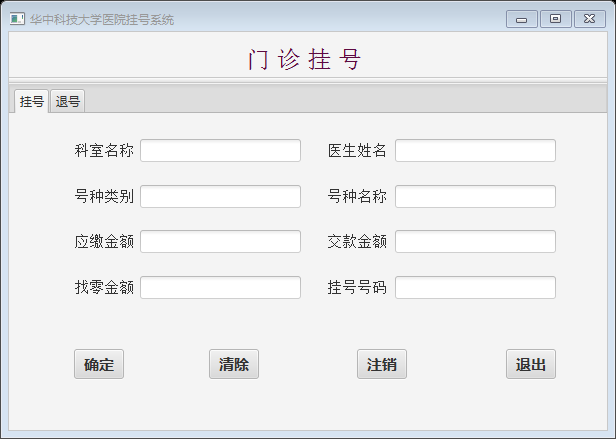 华中科技大学医院挂号系统
门诊挂号
挂号 退号
科室名称 医生姓名
号种类别 号种名称
应缴金额 交款金额
找零金额 挂号号码
确定 清除 注销 退出